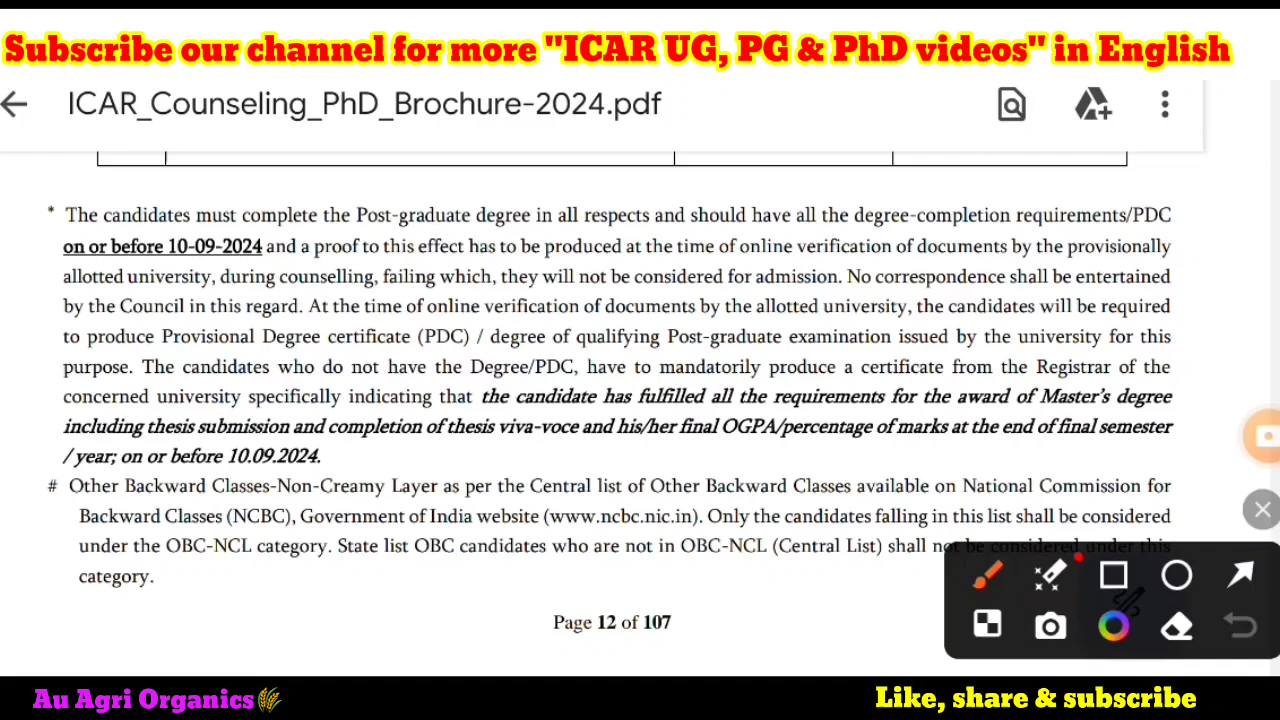 Subscribe our channel for more "ICAR UG, PG & PhD videos" in English
ICAR_Counseling_PhD_Brochure-2024.pdf
* The candidates must complete the Post-graduate degree in all respects and should have all the degree-completion requirements/PDC
on or before 10-09-2024 and a proof to this effect has to be produced at the time of online verification of documents by the provisionally
allotted university, during counselling, failing which, they will not be considered for admission. No correspondence shall be entertained
by the Council in this regard. At the time of online verification of documents by the allotted university, the candidates will be required
to produce Provisional Degree certificate (PDC) / degree of qualifying Post-graduate examination issued by the university for this
purpose. The candidates who do not have the Degree/PDC, have to mandatorily produce a certificate from the Registrar of the
concerned university specifically indicating that the candidate has fulfilled all the requirements for the award of Master's degree
including thesis submission and completion of thesis viva-voce and his/her final OGPA/percentage of marks at the end of final semester
/ year; on or before 10.09.2024.
# Other Backward Classes-Non-Creamy Layer as per the Central list of Other Backward Classes available on National Commission for
Backward Classes (NCBC), Government of India website (www.ncbc.nic.in). Only the candidates falling in this list shall be considered
under the OBC-NCL category. State list OBC candidates who are not in OBC-NCL (Central List) shall not be considered under this
category.
Page 12 of 107
Au Agri Organics
Like, share & subscribe